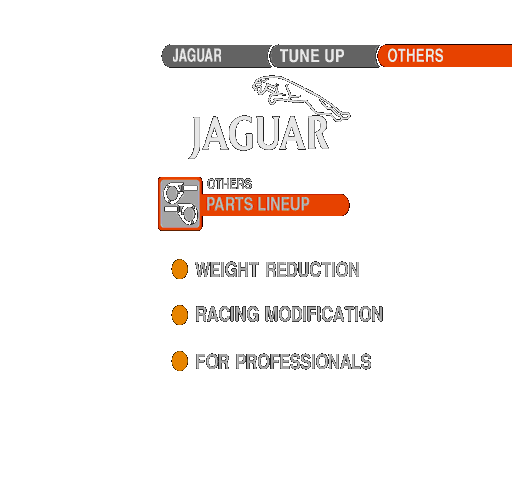 JAGUAR TUNE UP OTHERS
JAGUAR
OTHERS
PARTS LINEUP
WEIGHT REDUCTION
RACING MODIFICATION
FOR PROFESSIONALS